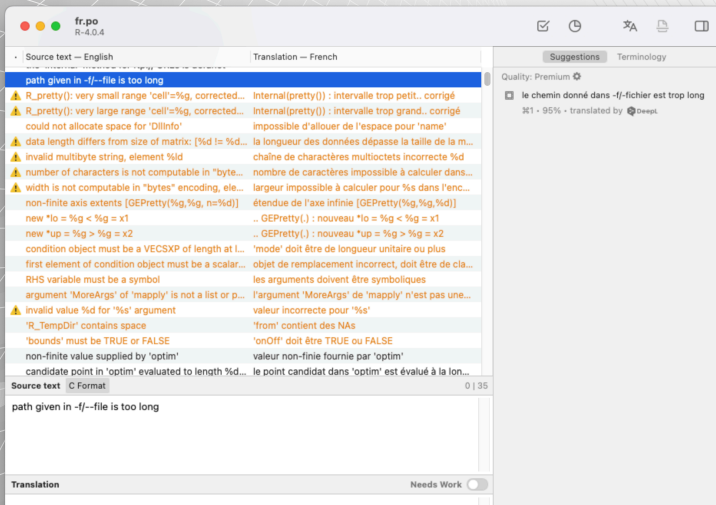 fr.po
R-4.0.4
Source text — English Translation — French
path given in -f/--file is too long
R_pretty(): very small range 'cell'=%g, corrected... Internal(pretty()) : intervalle trop petit.. corrigé
R_pretty(): very large range 'cell'=%g, corrected... Internal(pretty()) : intervalle trop grand.. corrigé
could not allocate space for 'DllInfo' impossible d'allouer de l'espace pour 'name'
data length differs from size of matrix: [%d != %d... la longueur des données dépasse la taille de la m...
invalid multibyte string, element %ld chaîne de charactères multioctets incorrecte %d
number of characters is not computable in "byte... nombre de caractères impossible à calculer dans...
width is not computable in "bytes" encoding, ele... largeur impossible à calculer pour %s dans l'enc...
non-finite axis extents [GEPretty(%g,%g, n=%d)] étendue de l'axe infinie [GEPretty(%g,%g,%d)]
new *lo = %g < %g = x1 .. GEPretty(.) : nouveau *lo = %g < %g = x1
new *up = %g > %g = x2 .. GEPretty(.) : nouveau *up = %g > %g = x2
condition object must be a VECSXP of length at l... 'mode' doit être de longueur unitaire ou plus
first element of condition object must be a scalar... objet de remplacement incorrect, doit être de cla...
RHS variable must be a symbol les arguments doivent être symboliques
argument 'MoreArgs' of 'mapply' is not a list or p... l'argument 'MoreArgs' de 'mapply' n'est pas une...
invalid value %d for '%s' argument valeur incorrecte pour '%s'
'R_TempDir' contains space 'from' contient des NAs
'bounds' must be TRUE or FALSE 'onOff' doit être TRUE ou FALSE
non-finite value supplied by 'optim' valeur non-finie fournie par 'optim'
candidate point in 'optim' evaluated to length %d... le point candidat dans 'optim' est évalué à la lon...
Source text C Format 0 | 35
path given in -f/--file is too long
Translation Needs Work
Suggestions Terminology
Quality: Premium
le chemin donné dans -f/-fichier est trop long
⌘1 • 95% • translated by DeepL